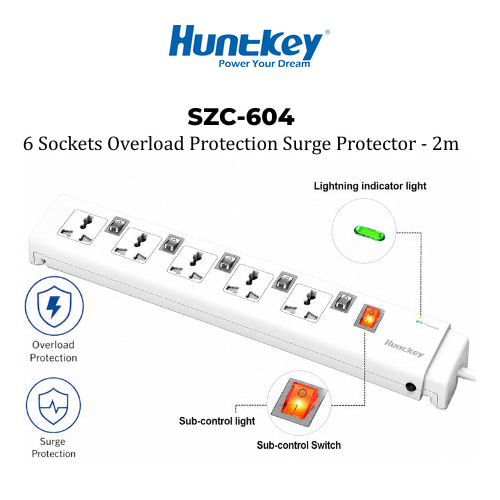 Huntkey®
Power Your Dream
SZC-604
6 Sockets Overload Protection Surge Protector - 2m
Lightning indicator light
Overload
Protection
Huntkey
Sub-control light
Sub-control Switch
Surge
Protection